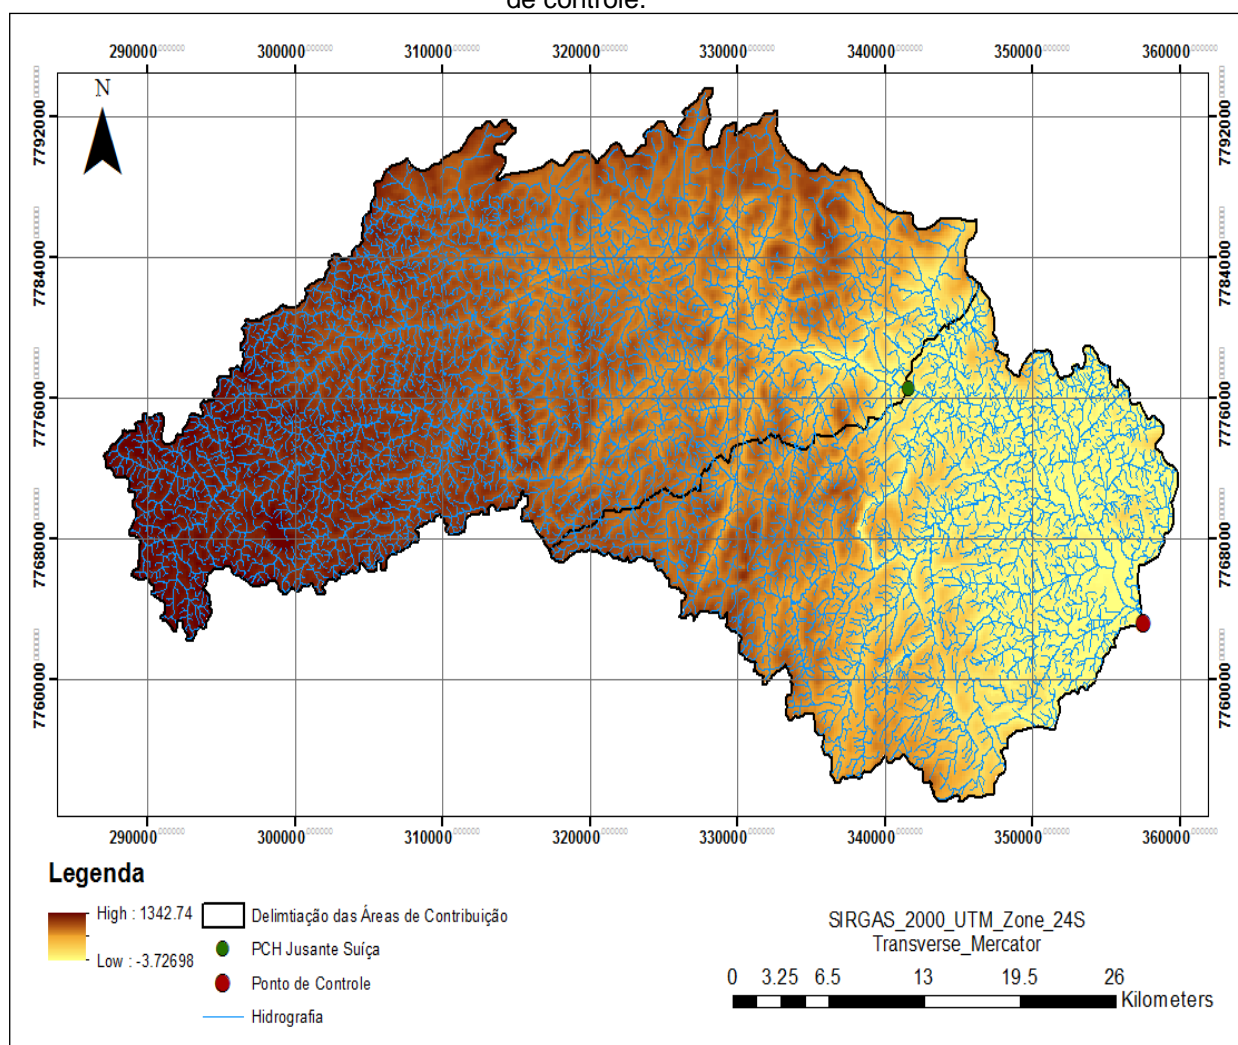 de controle.
290000 300000 310000 320000 330000 340000 350000 360000
N
7792000 7792000
7784000 7784000
7776000 7776000
7768000 7768000
7760000 7760000
290000 300000 310000 320000 330000 340000 350000 360000
Legenda
High : 1342.74
Low : -3.72698
Delimtiação das Áreas de Contribuição
PCH Jusante Suíça
Ponto de Controle
Hidrografia
SIRGAS_2000_UTM_Zone_24S
Transverse_Mercator
0 3.25 6.5 13 19.5 26
Kilometers